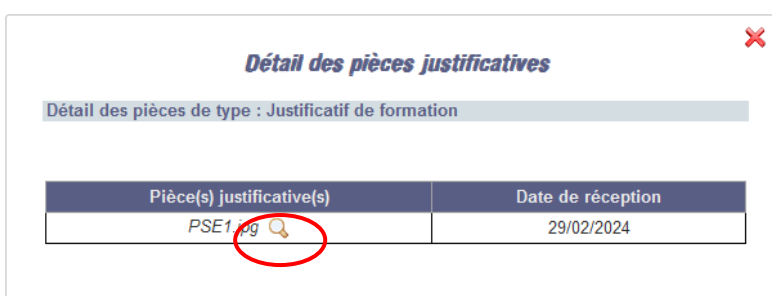 Détail des pièces justificatives
Détail des pièces de type : Justificatif de formation
Pièce(s) justificative(s) Date de réception
PSE1.jpg 29/02/2024